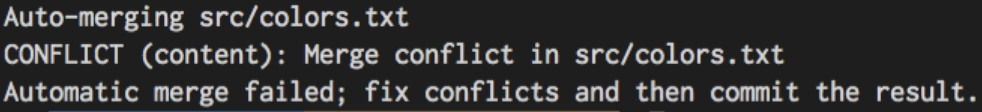 Auto-merging src/colors.txt
CONFLICT (content): Merge conflict in src/colors.txt
Automatic merge failed; fix conflicts and then commit the result.